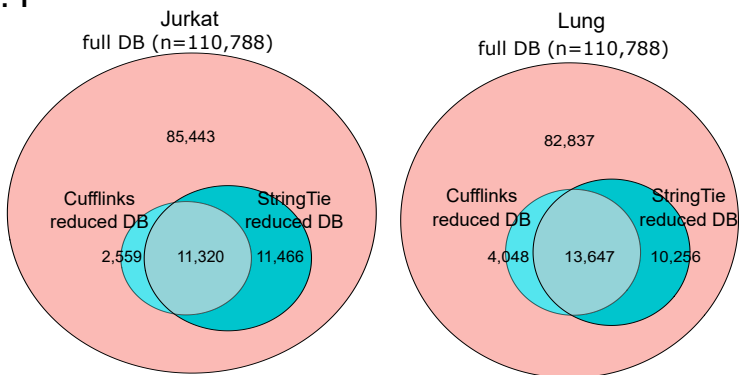 Jurkat
full DB (n=110,788)
85,443
Cufflinks
reduced DB
StringTie
reduced DB
2,559
11,320
11,466
Lung
full DB (n=110,788)
82,837
Cufflinks
reduced DB
StringTie
reduced DB
4,048
13,647
10,256